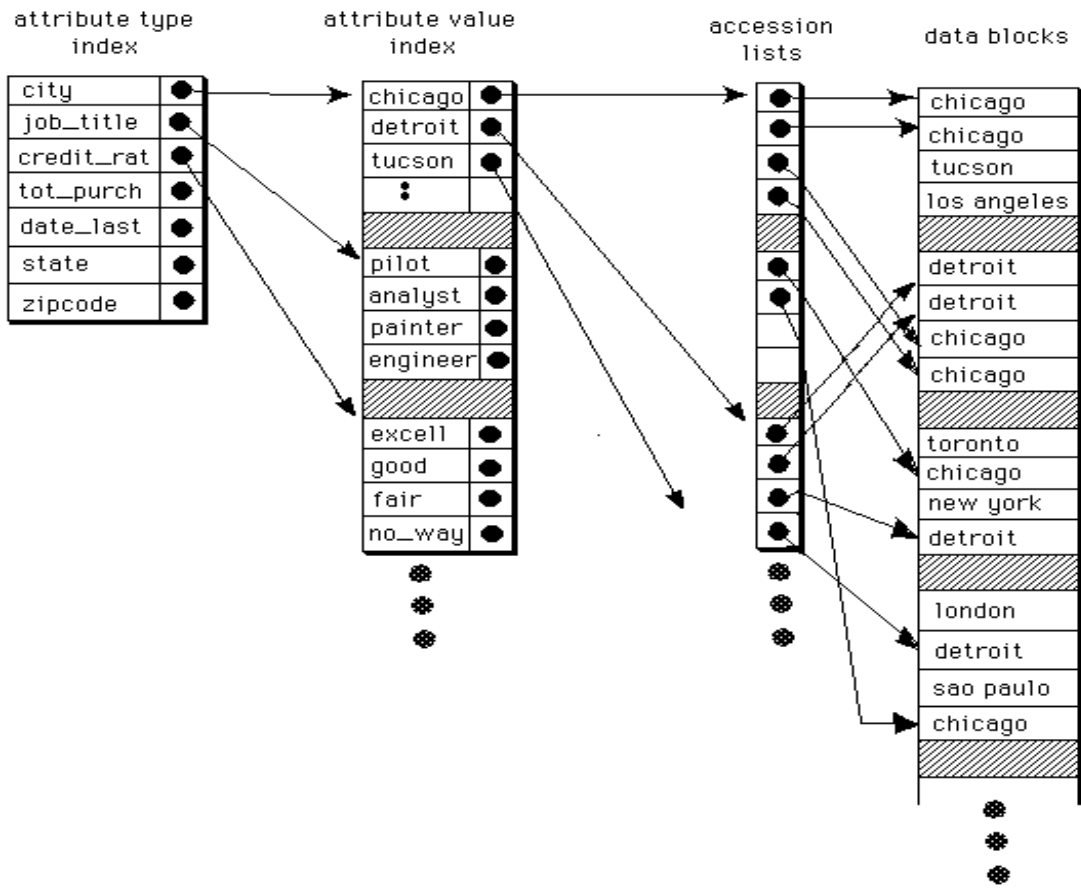 attribute type
index
city
job_title
credit_rat
tot_purch
date_last
state
zipcode
attribute value
index
chicago
detroit
tucson
pilot
analyst
painter
engineer
excell
good
fair
no_way
accession
lists
data blocks
chicago
chicago
tucson
los angeles
detroit
detroit
chicago
chicago
toronto
chicago
new york
detroit
london
detroit
sao paulo
chicago